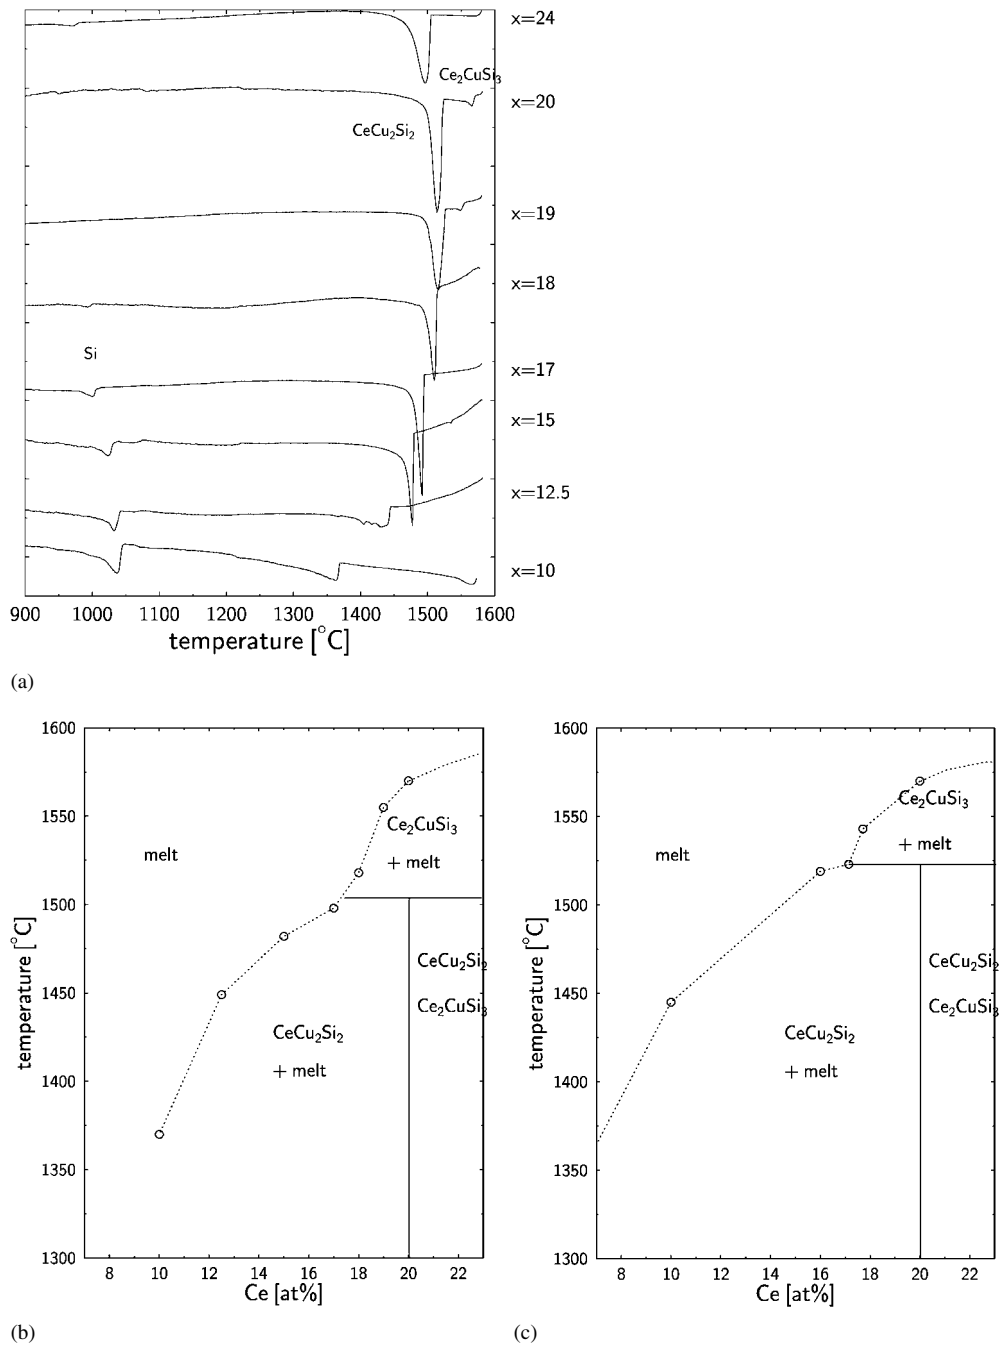 x=24
Ce₂CuSi₃
x=20
CeCu₂Si₂
x=19
x=18
Si
x=17
x=15
x=12.5
x=10
900 1000 1100 1200 1300 1400 1500 1600
temperature [°C]
(a)
1600
1550
1500
1450
1400
1350
1300
temperature [°C]
melt
Ce₂CuSi₃
+ melt
CeCu₂Si₂
Ce₂CuSi₃
CeCu₂Si₂
+ melt
8 10 12 14 16 18 20 22
Ce [at%]
(b)
1600
1550
1500
1450
1400
1350
1300
temperature [°C]
melt
Ce₂CuSi₃
+ melt
CeCu₂Si₂
Ce₂CuSi₃
CeCu₂Si₂
+ melt
8 10 12 14 16 18 20 22
Ce [at%]
(c)